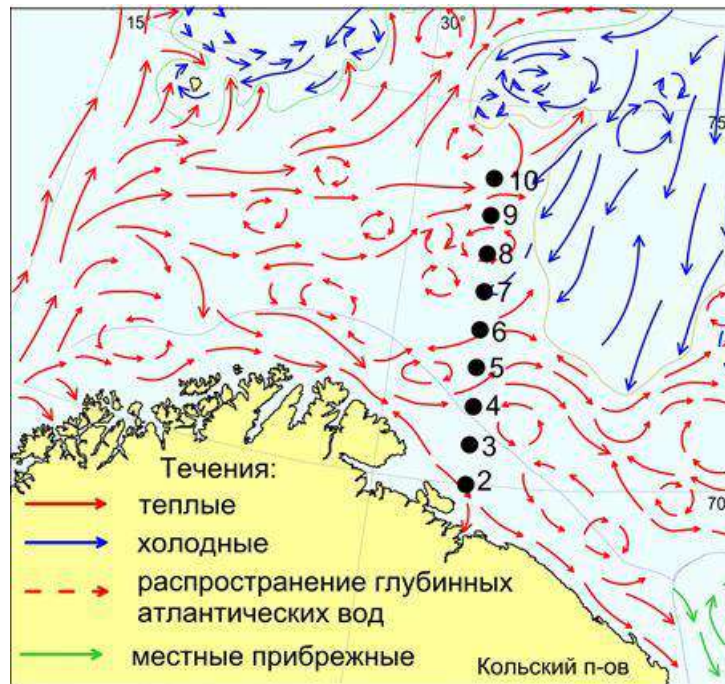 15°
30°
75
10
9
8
7
6
5
4
3
2
70
Течения:
теплые
холодные
распространение глубинных
атлантических вод
местные прибрежные
Кольский п-ов